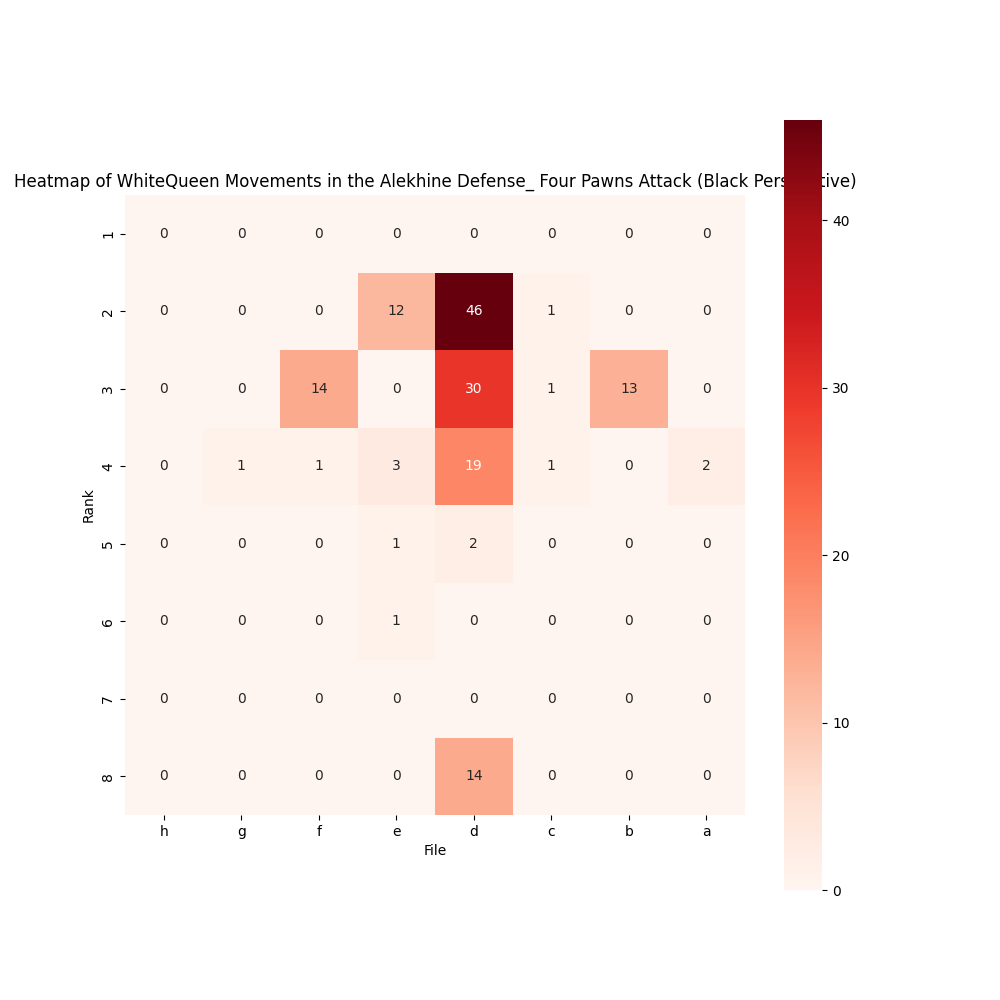 Heatmap of WhiteQueen Movements in the Alekhine Defense_ Four Pawns Attack (Black Perspective)
1 0 0 0 0 0 0 0 0
2 0 0 0 12 46 1 0 0
3 0 0 14 0 30 1 13 0
4 0 1 1 3 19 1 0 2
5 0 0 0 1 2 0 0 0
6 0 0 0 1 0 0 0 0
7 0 0 0 0 0 0 0 0
8 0 0 0 0 14 0 0 0
h g f e d c b a
File
Rank
40
30
20
10
0